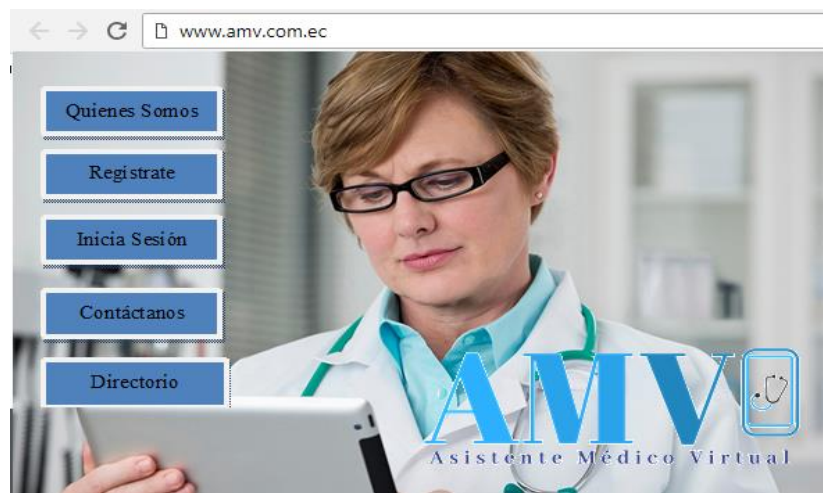 www.amv.com.ec
Quienes Somos
Registrate
Inicia Sesión
Contáctanos
Directorio
AMV
Asistente Médico Virtual